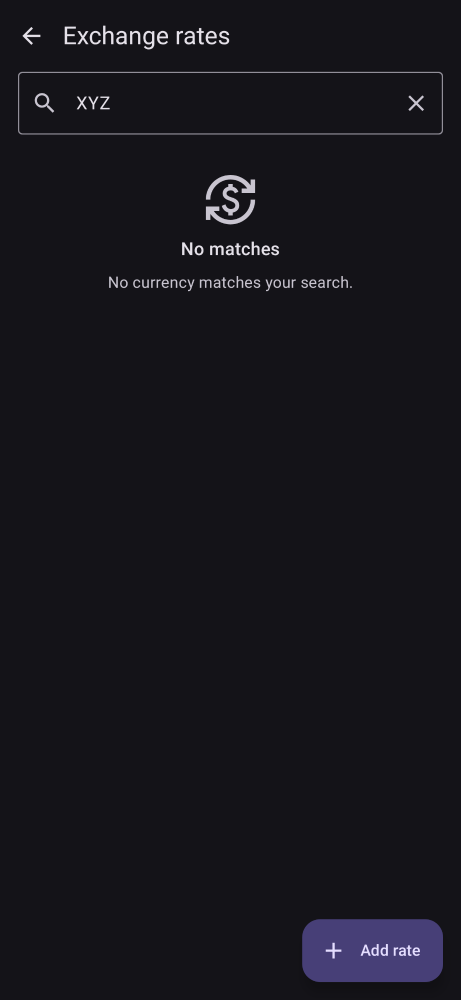 Exchange rates
XYZ
No matches
No currency matches your search.
Add rate